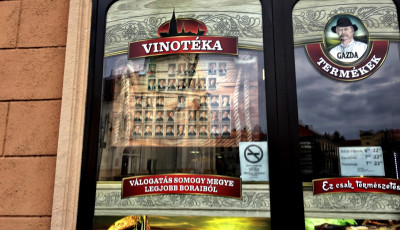 VINOTÉKA
VÁLOGATÁS SOMOGY MEGYE
LEGJOBB BORAIBÓL
GAZDA
TERMÉKEK
Ez csak természetes